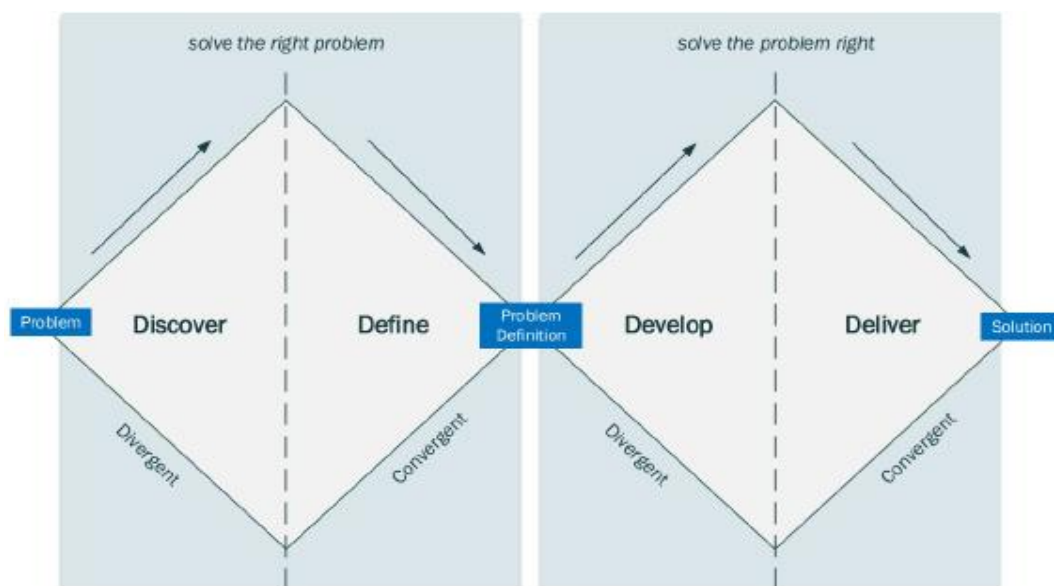 solve the right problem
solve the problem right
Problem
Discover
Define
Problem
Definition
Develop
Deliver
Solution
Divergent
Convergent
Divergent
Convergent